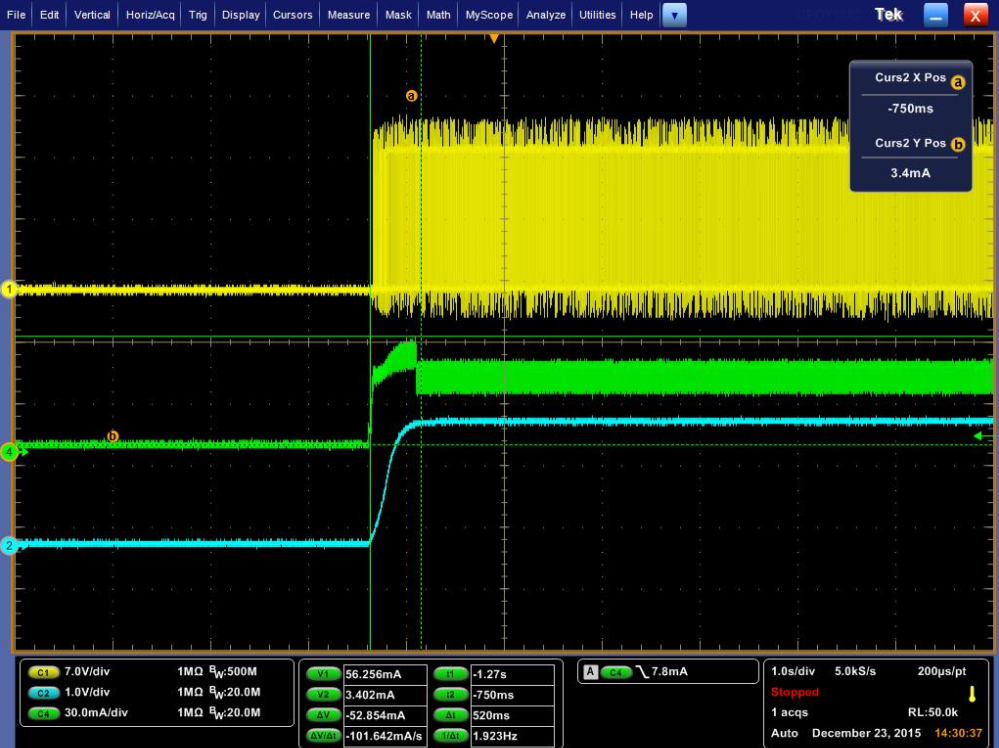 File Edit Vertical Horiz/Acq Trig Display Cursors Measure Mask Math MyScope Analyze Utilities Help Tek X
Curs2 X Pos a
-750ms
Curs2 Y Pos b
3.4mA
a
1
b
4
2
C1 7.0V/div 1MΩ BW:500M
C2 1.0V/div 1MΩ BW:20.0M
C4 30.0mA/div 1MΩ BW:20.0M
V1 56.256mA t1 -1.27s
V2 3.402mA t2 -750ms
ΔV -52.854mA Δt 520ms
ΔV/Δt -101.642mA/s 1/Δt 1.923Hz
A C4 7.8mA
1.0s/div 5.0kS/s 200µs/pt
Stopped
1 acqs RL:50.0k
Auto December 23, 2015 14:30:37